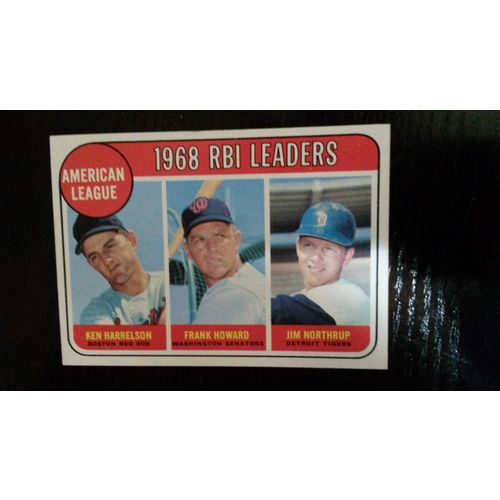 1968 RBI LEADERS
AMERICAN
LEAGUE
KEN HARRELSON
BOSTON RED SOX
FRANK HOWARD
WASHINGTON SENATORS
JIM NORTHRUP
DETROIT TIGERS